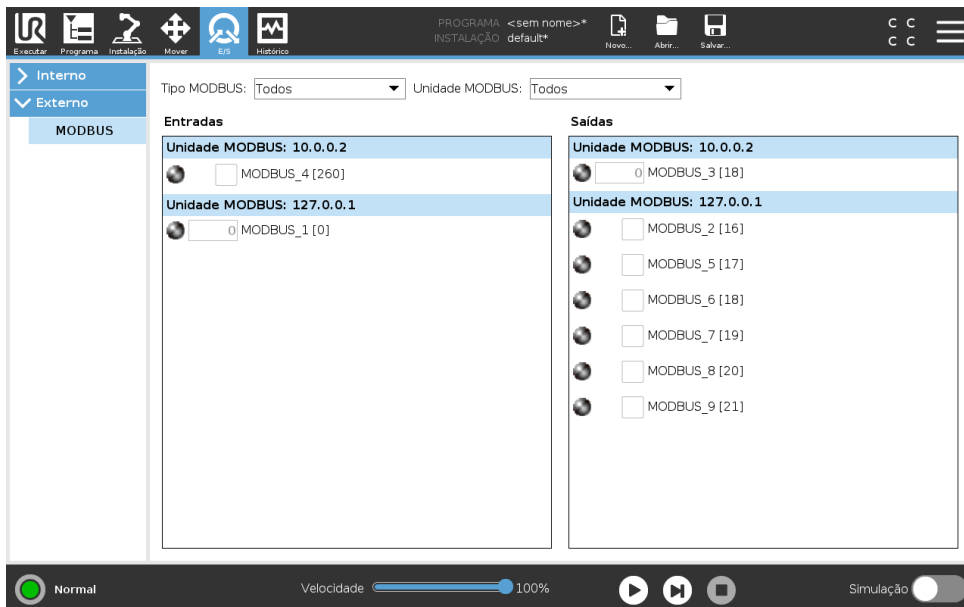 UR
PROGRAMA <sem nome>*
INSTALAÇÃO default*
Executar Programa Instalação Mover E/S Histórico Novo... Abrir... Salvar...
C C
C C
Interno
Externo
MODBUS
Tipo MODBUS: Todos Unidade MODBUS: Todos
Entradas
Unidade MODBUS: 10.0.0.2
MODBUS_4 [260]
Unidade MODBUS: 127.0.0.1
0 MODBUS_1 [0]
Saídas
Unidade MODBUS: 10.0.0.2
0 MODBUS_3 [18]
Unidade MODBUS: 127.0.0.1
MODBUS_2 [16]
MODBUS_5 [17]
MODBUS_6 [18]
MODBUS_7 [19]
MODBUS_8 [20]
MODBUS_9 [21]
Normal Velocidade 100% Simulação